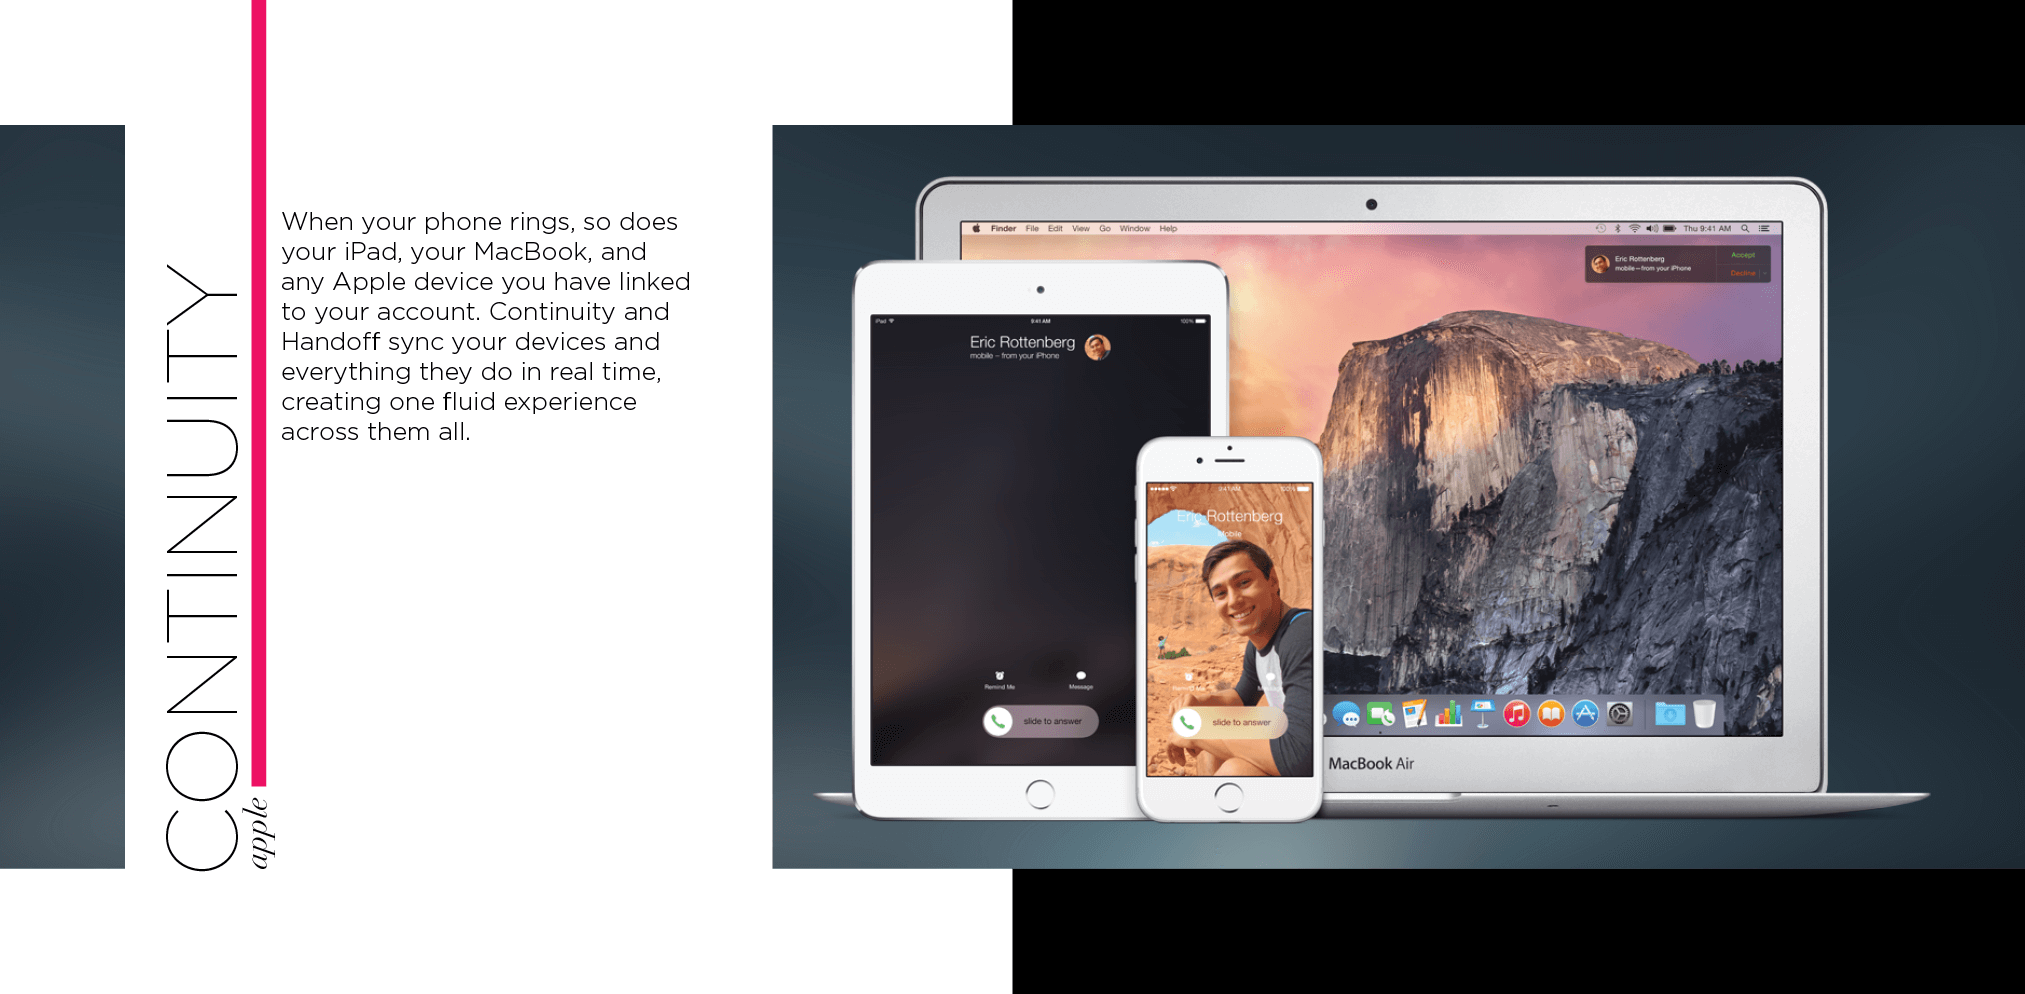 CONTINUITY
apple
When your phone rings, so does
your iPad, your MacBook, and
any Apple device you have linked
to your account. Continuity and
Handoff sync your devices and
everything they do in real time,
creating one fluid experience
across them all.
Finder File Edit View Go Window Help
Thu 9:41 AM
Eric Rottenberg
mobile – from your iPhone
Accept
Decline
iPad
9:41 AM
100%
Eric Rottenberg
mobile – from your iPhone
Remind Me
Message
slide to answer
9:41 AM
100%
Eric Rottenberg
Mobile
Remind Me
slide to answer
MacBook Air